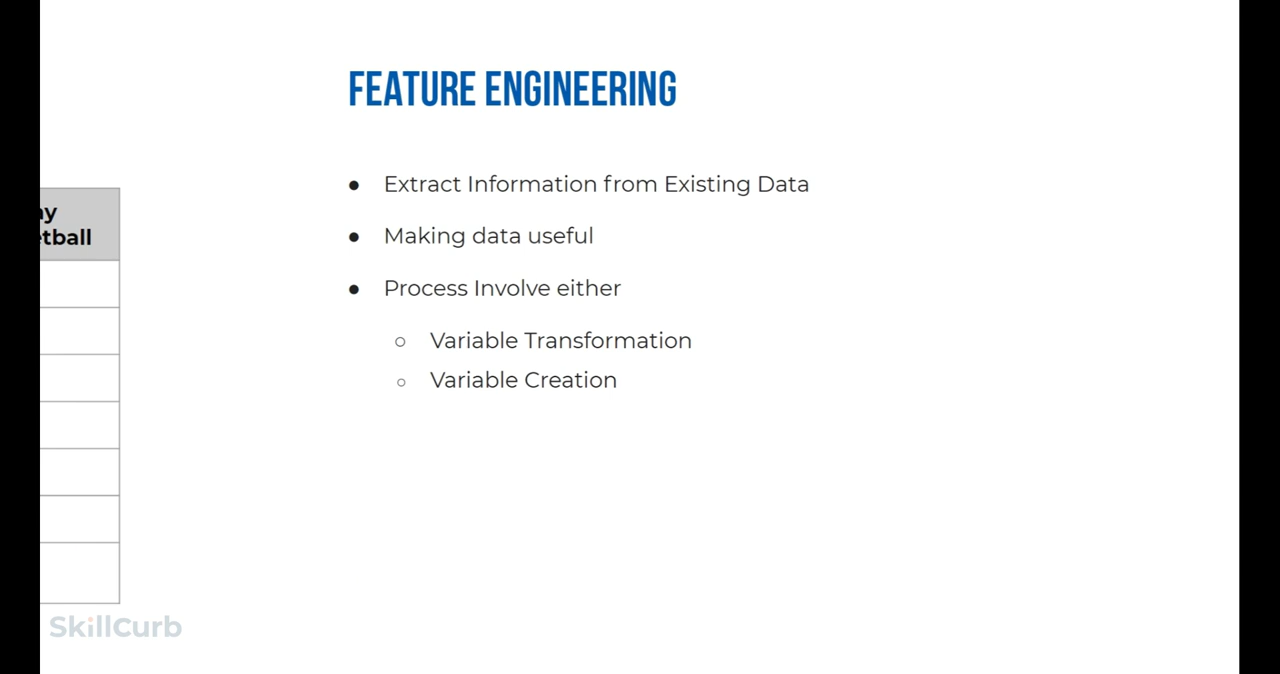 FEATURE ENGINEERING
● Extract Information from Existing Data
● Making data useful
● Process Involve either
○ Variable Transformation
○ Variable Creation
SkillCurb